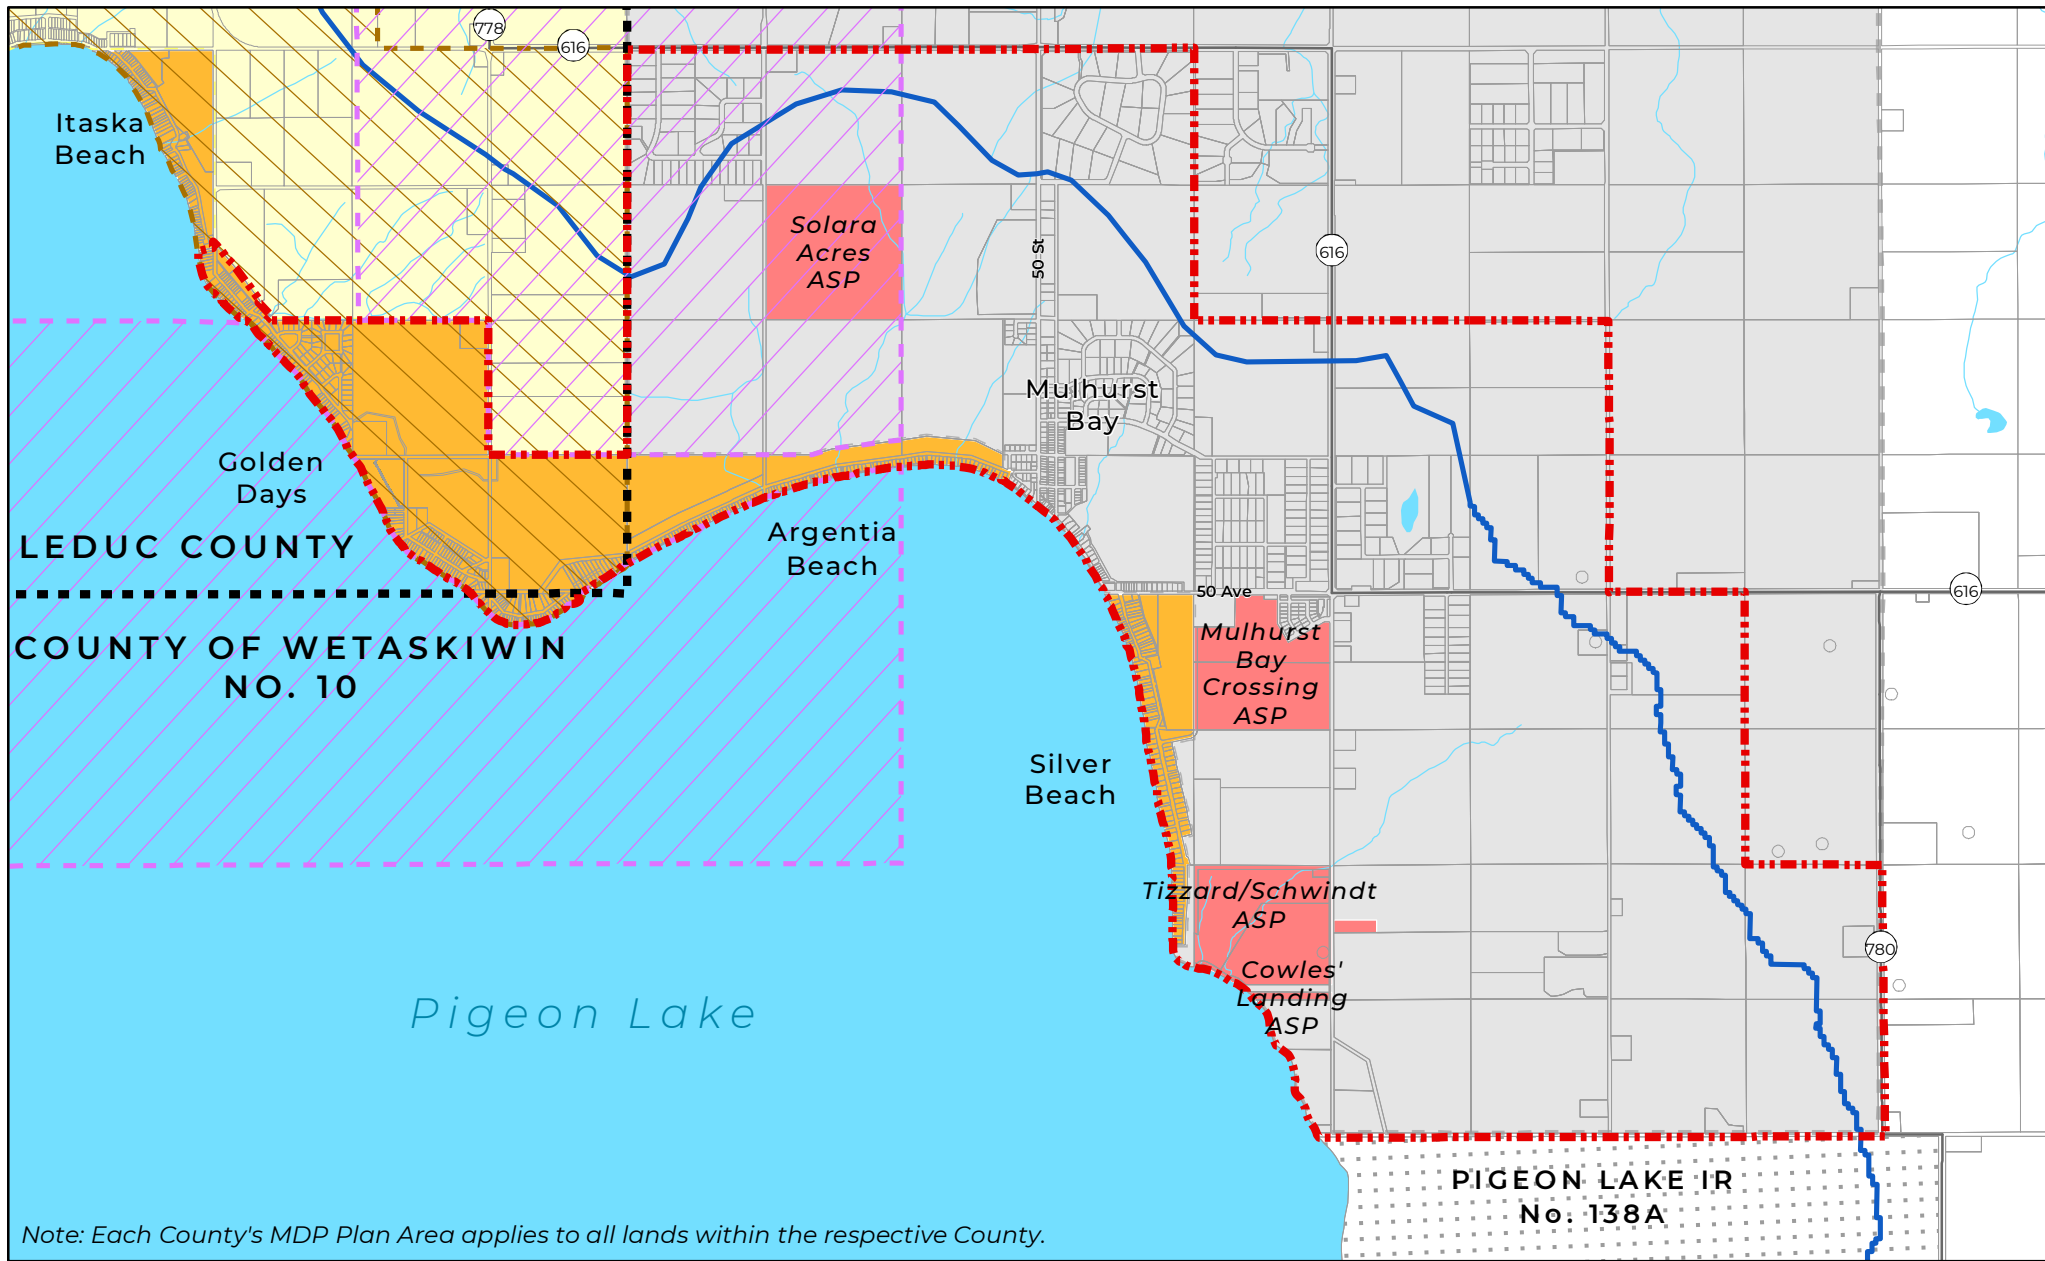 778
616
Itaska
Beach
Solara
Acres
ASP
50 St
616
Mulhurst
Bay
Golden
Days
Argentia
Beach
LEDUC COUNTY
50 Ave
616
COUNTY OF WETASKIWIN
NO. 10
Mulhurst
Bay
Crossing
ASP
Silver
Beach
Tizzard/Schwindt
ASP
780
Cowles'
Landing
ASP
Pigeon Lake
PIGEON LAKE IR
No. 138A
Note: Each County's MDP Plan Area applies to all lands within the respective County.